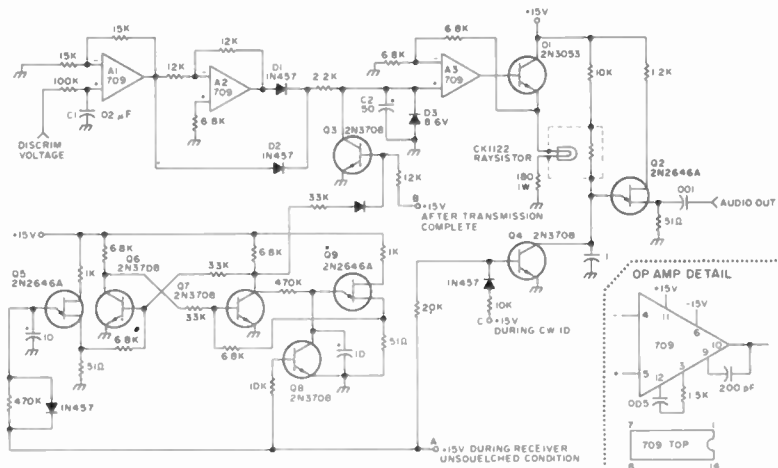 +15V
15K
6.8K
Q1
2N3053
15K
12K
6.8K
10K
1.2K
100K
A1
709
12K
A2
709
D1
1N457
2.2K
A3
709
C1
.02 µF
6.8K
C2
50
D3
8.6V
CK1122
RAYSISTOR
Q2
2N2646A
DISCRIM
VOLTAGE
D2
1N457
Q3
2N3708
12K
180
1W
.001
AUDIO OUT
33K
B
+15V
AFTER TRANSMISSION
COMPLETE
51Ω
+15V
6.8K
6.8K
Q9
2N2646A
Q4
2N3708
.1
Q5
2N2646A
1K
Q6
2N3708
33K
1K
OP AMP DETAIL
Q7
2N3708
470K
1N457
20K
+15V
-15V
10
33K
10K
C
+15V
DURING CW ID
11
6
4
709
10
6.8K
6.8K
51Ω
5
3
9
12
200 pF
51Ω
10
.005
1.5K
470K
1N457
10K
Q8
2N3708
7
1
709 TOP
A
+15V DURING RECEIVER
UNSQUELCHED CONDITION
8